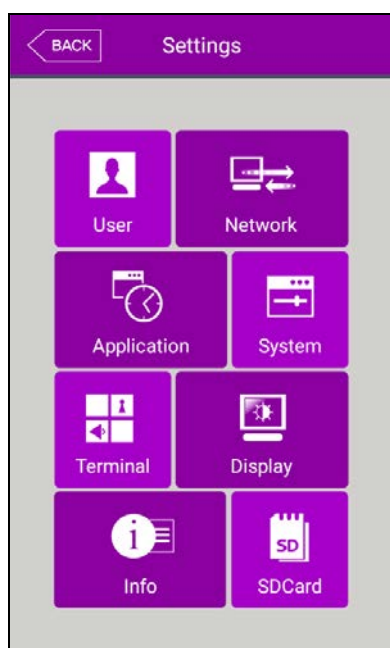 BACK Settings
User Network
Application System
Terminal Display
Info SDCard
SD